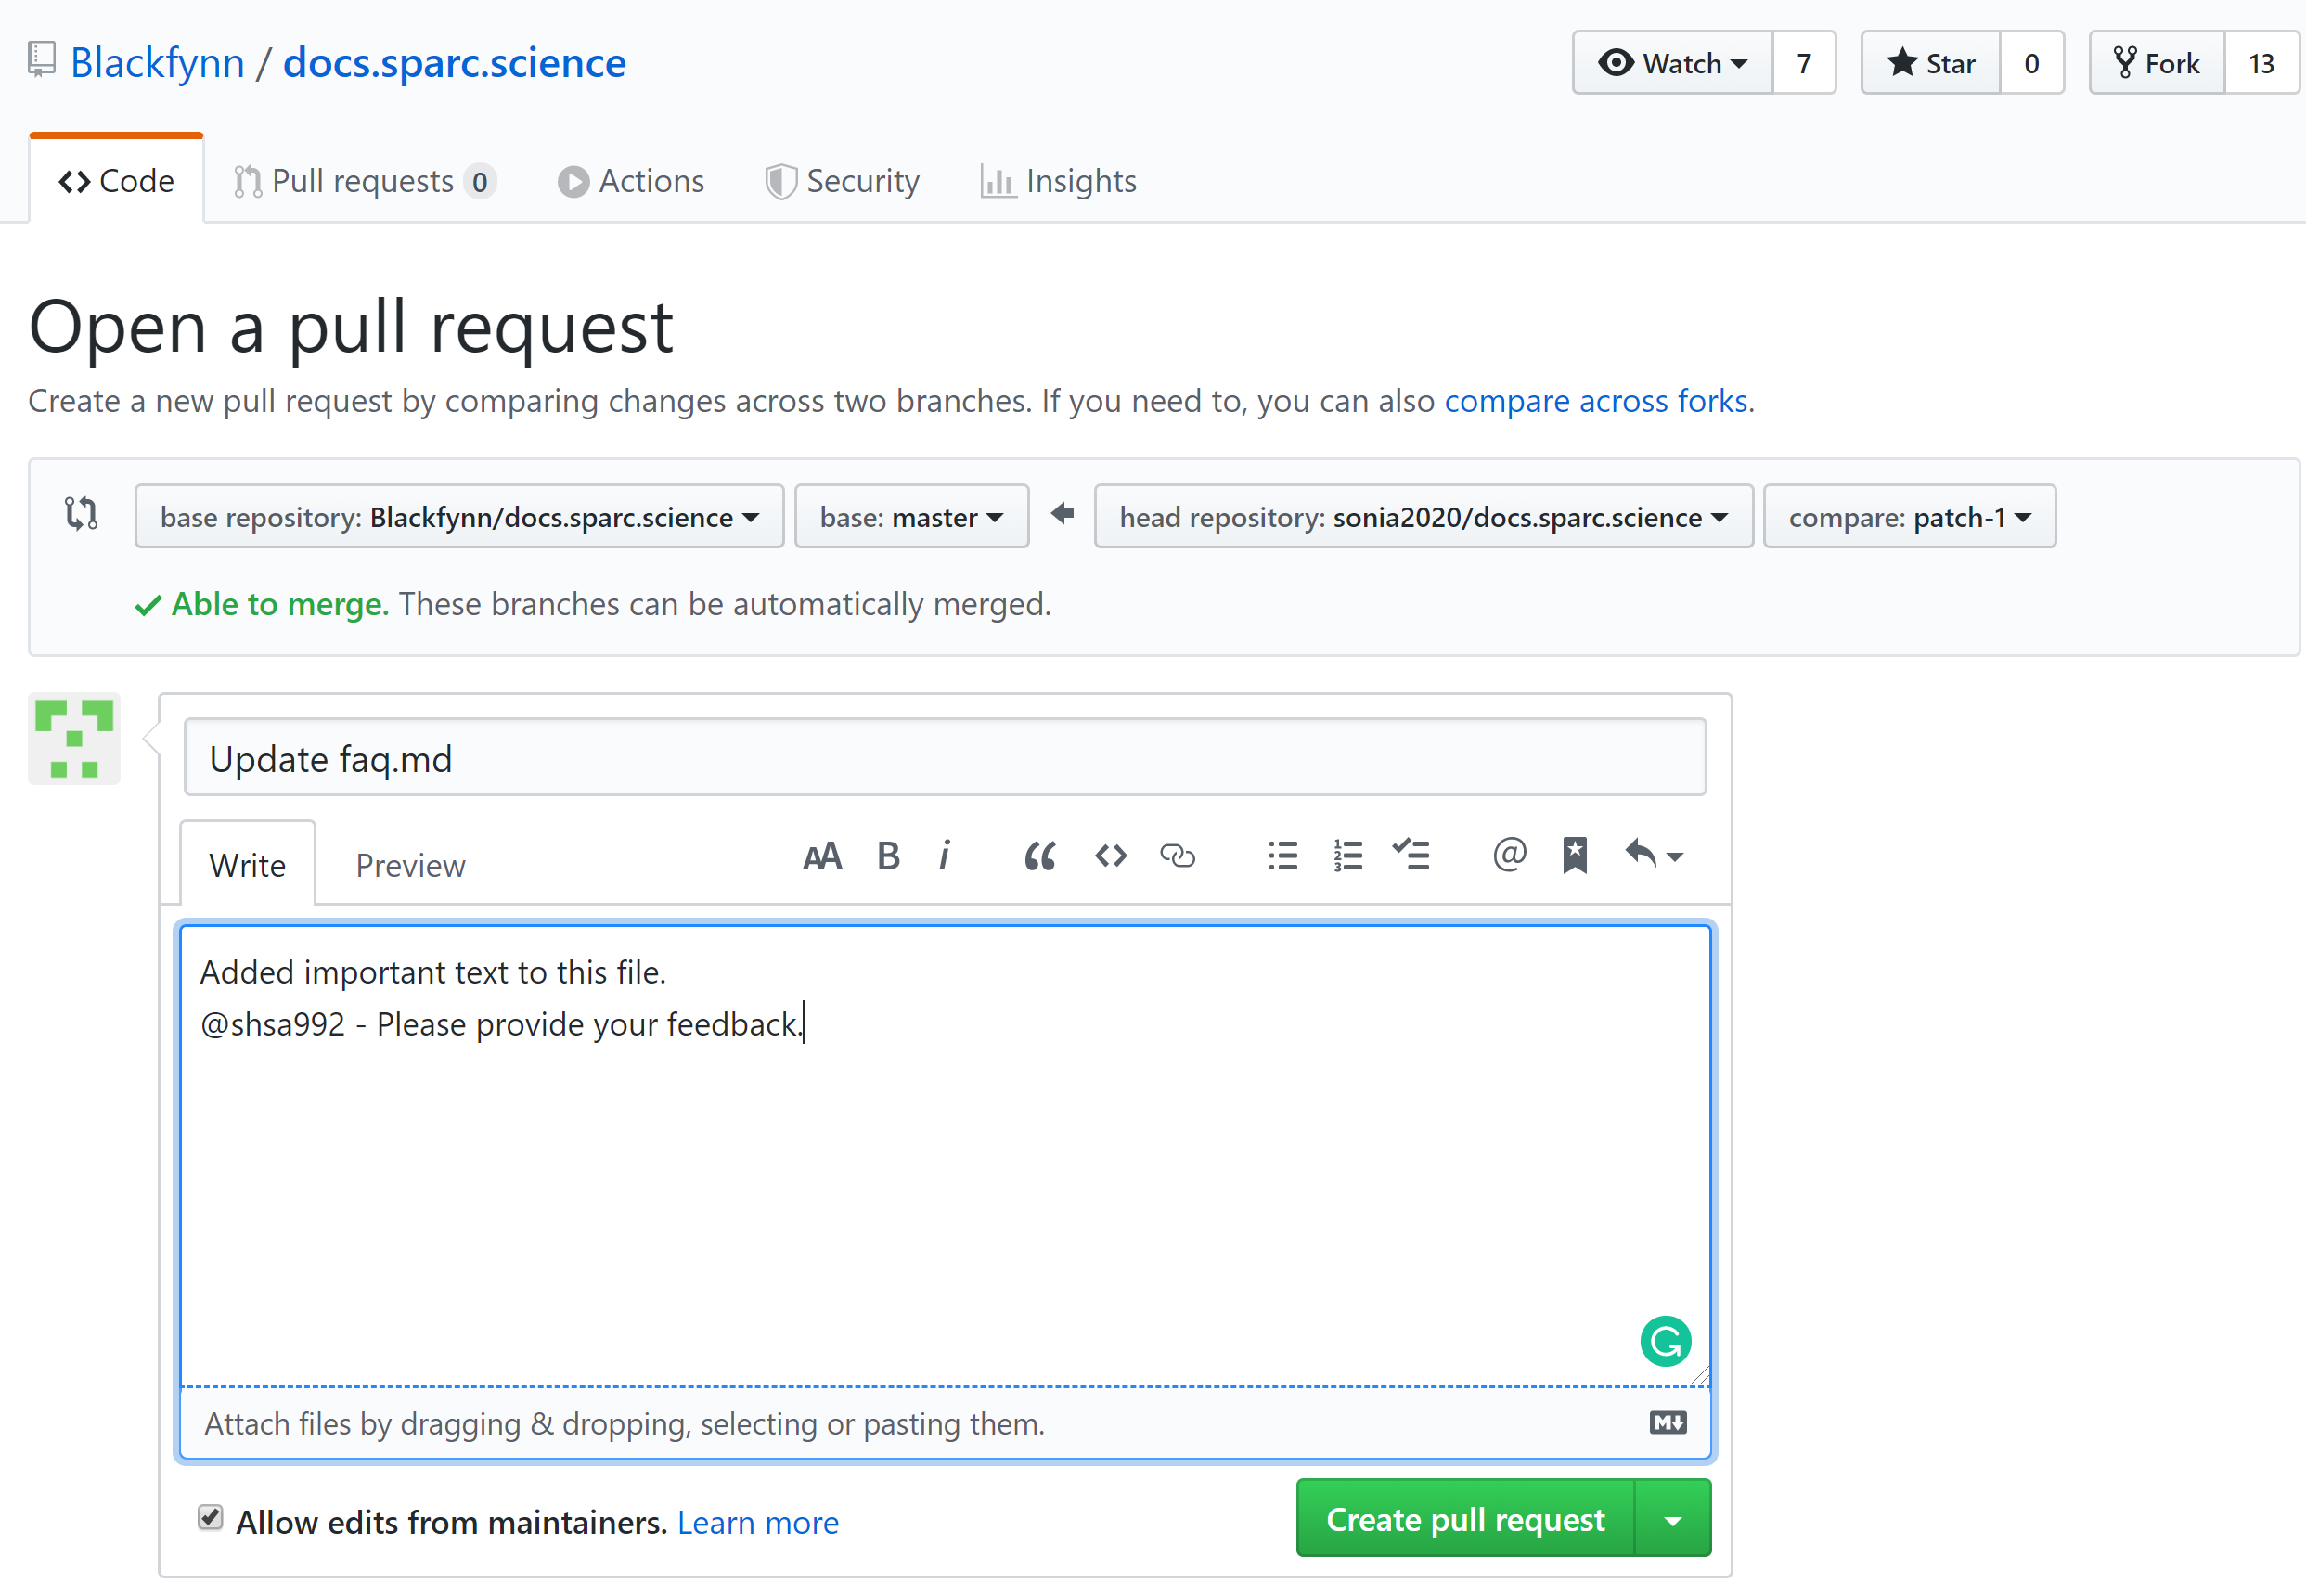 Blackfynn / docs.sparc.science
Watch 7 Star 0 Fork 13
Code Pull requests 0 Actions Security Insights
Open a pull request
Create a new pull request by comparing changes across two branches. If you need to, you can also compare across forks.
base repository: Blackfynn/docs.sparc.science base: master head repository: sonia2020/docs.sparc.science compare: patch-1
Able to merge. These branches can be automatically merged.
Update faq.md
Write Preview AA B i @
Added important text to this file.
@shsa992 - Please provide your feedback.
Attach files by dragging & dropping, selecting or pasting them.
Allow edits from maintainers. Learn more
Create pull request